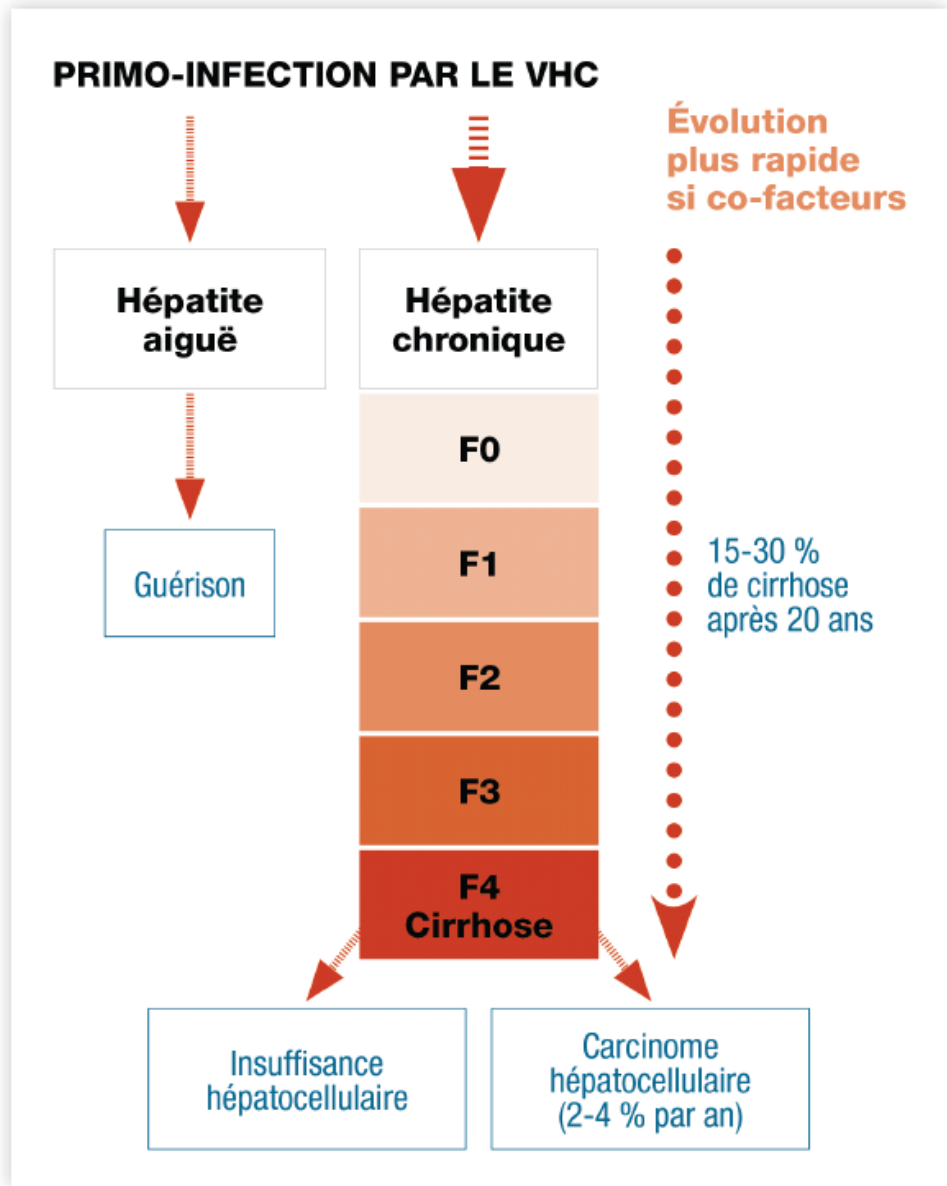 PRIMO-INFECTION PAR LE VHC
Évolution
plus rapide
si co-facteurs
Hépatite
aiguë
Hépatite
chronique
F0
F1
Guérison
15-30 %
de cirrhose
après 20 ans
F2
F3
F4
Cirrhose
Insuffisance
hépatocellulaire
Carcinome
hépatocellulaire
(2-4 % par an)